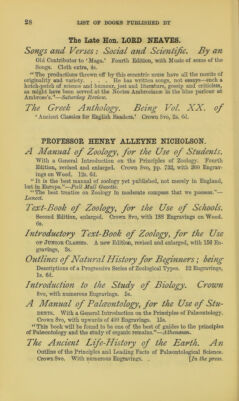 28 LIST OF BOOKS PUBLISHED BY
The Late Hon. LORD NEAVES.
Songs and Verses: Social and Scientific. By an
Old Contributor to 'Maga.' Fourth Edition, with Music of some of the
Songs. Cloth extra, 4s.
"The productions thrown off by this eccentric muse have all the merits of
originality and variety. . . . He has written songs, not essays—such a
hotch-potch of science and humour, jest and literature, gossip and criticism,
as might have been served at the Noctes Ambrosianæ in the blue parlour at
Ambrose's."—Saturday Review.
The Greek Anthology. Being Vol. XX. of
'Ancient Classics for English Readers.' Crown 8vo, 2s. 6d.
PROFESSOR HENRY ALLEYNE NICHOLSON.
A Manual of Zoology, for the Use of Students.
With a General Introduction on the Principles of Zoology. Fourth
Edition, revised and enlarged. Crown 8vo, pp. 732, with 300 Engrav-
ings on Wood. 12s. 6d.
"It is the best manual of zoology yet published, not merely in England,
but in Europe."—Pall Mall Gazette.
"The best treatise on Zoology in moderate compass that we possess."—
Lancet.
Text-Book of Zoology, for the Use of Schools.
Second Edition, enlarged. Crown 8vo, with 188 Engravings on Wood.
6s.
Introductory Text-Book of Zoology, for the Use
of Junior Classes. A new Edition, revised and enlarged, with 156 En-
gravings, 3s.
Outlines of Natural History for Beginners; being
Descriptions of a Progressive Series of Zoological Types. 52 Engravings,
1s. 6d.
Introduction to the Study of Biology. Crown
8vo, with numerous Engravings. 5s.
A Manual of Palæontology, for the Use of Stu-
dents. With a General Introduction on the Principles of Palæontology.
Crown 8vo, with upwards of 400 Engravings. 15s.
"This book will be found to be one of the best of guides to the principles
of Palæontology and the study of organic remains."—Athenæum.
The Ancient Life-History of the Earth. An
Outline of the Principles and Leading Facts of Palæontological Science.
Crown 8vo. With numerous Engravings. [In the press.